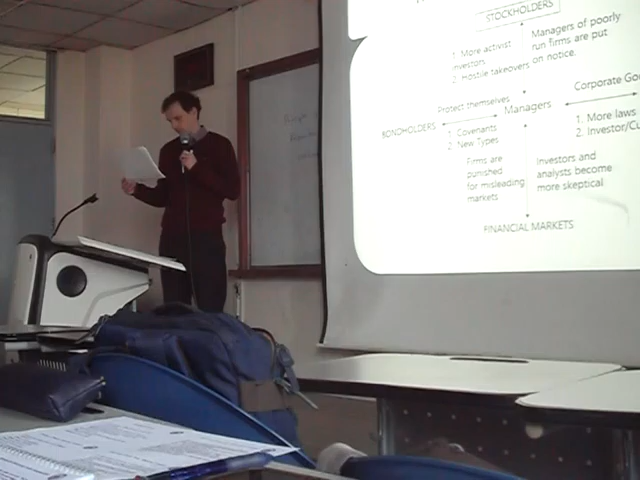 STOCKHOLDERS
Managers of poorly
run firms are put
on notice.
1. More activist
investors
2. Hostile takeovers
Protect themselves
Managers
Corporate Go
BONDHOLDERS
1. Covenants
2. New Types
1. More laws
2. Investor/Cu
Firms are
punished
for misleading
markets
Investors and
analysts become
more skeptical
FINANCIAL MARKETS